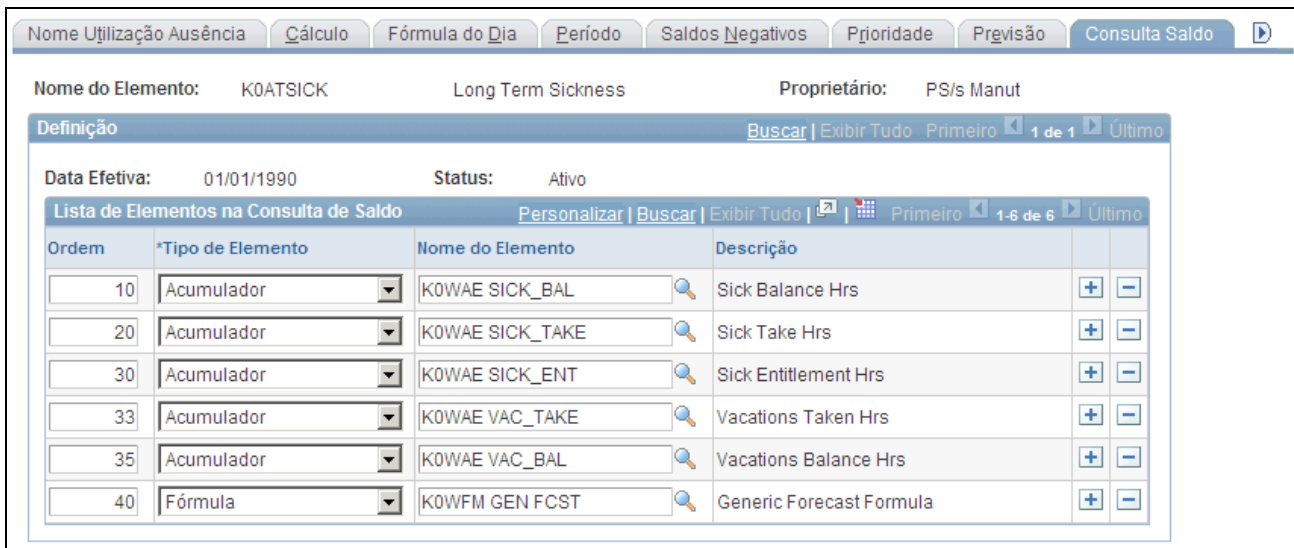 Nome Utilização Ausência Cálculo Fórmula do Dia Período Saldos Negativos Prioridade Previsão Consulta Saldo
Nome do Elemento: K0ATSICK Long Term Sickness Proprietário: PS/s Manut
Definição Buscar | Exibir Tudo Primeiro 1 de 1 Último
Data Efetiva: 01/01/1990 Status: Ativo
Lista de Elementos na Consulta de Saldo Personalizar | Buscar | Exibir Tudo | | Primeiro 1-6 de 6 Último
Ordem *Tipo de Elemento Nome do Elemento Descrição
10 Acumulador K0WAE SICK_BAL Sick Balance Hrs
20 Acumulador K0WAE SICK_TAKE Sick Take Hrs
30 Acumulador K0WAE SICK_ENT Sick Entitlement Hrs
33 Acumulador K0WAE VAC_TAKE Vacations Taken Hrs
35 Acumulador K0WAE VAC_BAL Vacations Balance Hrs
40 Fórmula K0WFM GEN FCST Generic Forecast Formula